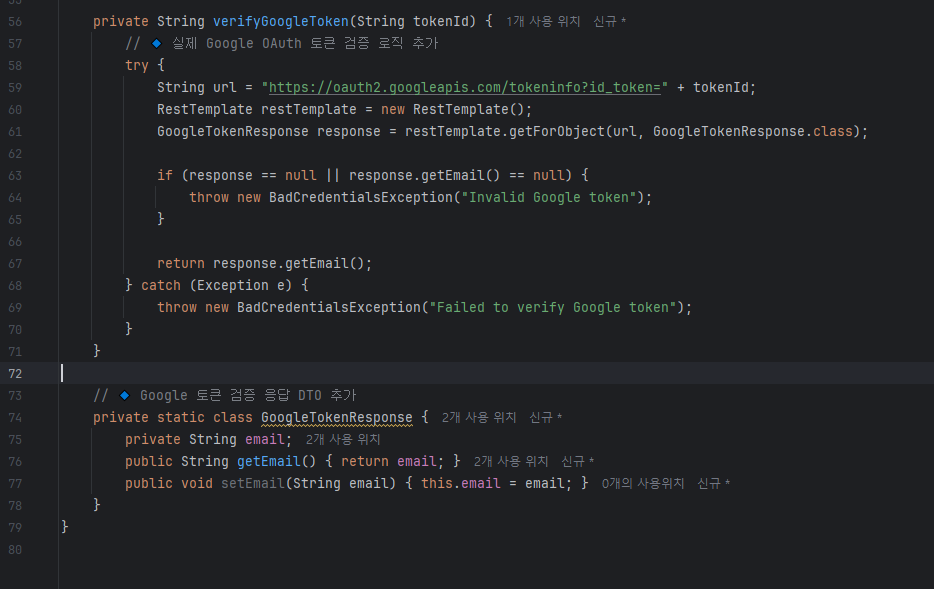 55
56 private String verifyGoogleToken(String tokenId) { 1개 사용 위치 신규 *
57 // 🔹 실제 Google OAuth 토큰 검증 로직 추가
58 try {
59 String url = "https://oauth2.googleapis.com/tokeninfo?id_token=" + tokenId;
60 RestTemplate restTemplate = new RestTemplate();
61 GoogleTokenResponse response = restTemplate.getForObject(url, GoogleTokenResponse.class);
62
63 if (response == null || response.getEmail() == null) {
64 throw new BadCredentialsException("Invalid Google token");
65 }
66
67 return response.getEmail();
68 } catch (Exception e) {
69 throw new BadCredentialsException("Failed to verify Google token");
70 }
71 }
72
73 // 🔹 Google 토큰 검증 응답 DTO 추가
74 private static class GoogleTokenResponse { 2개 사용 위치 신규 *
75 private String email; 2개 사용 위치
76 public String getEmail() { return email; } 2개 사용 위치 신규 *
77 public void setEmail(String email) { this.email = email; } 0개의 사용위치 신규 *
78 }
79 }
80